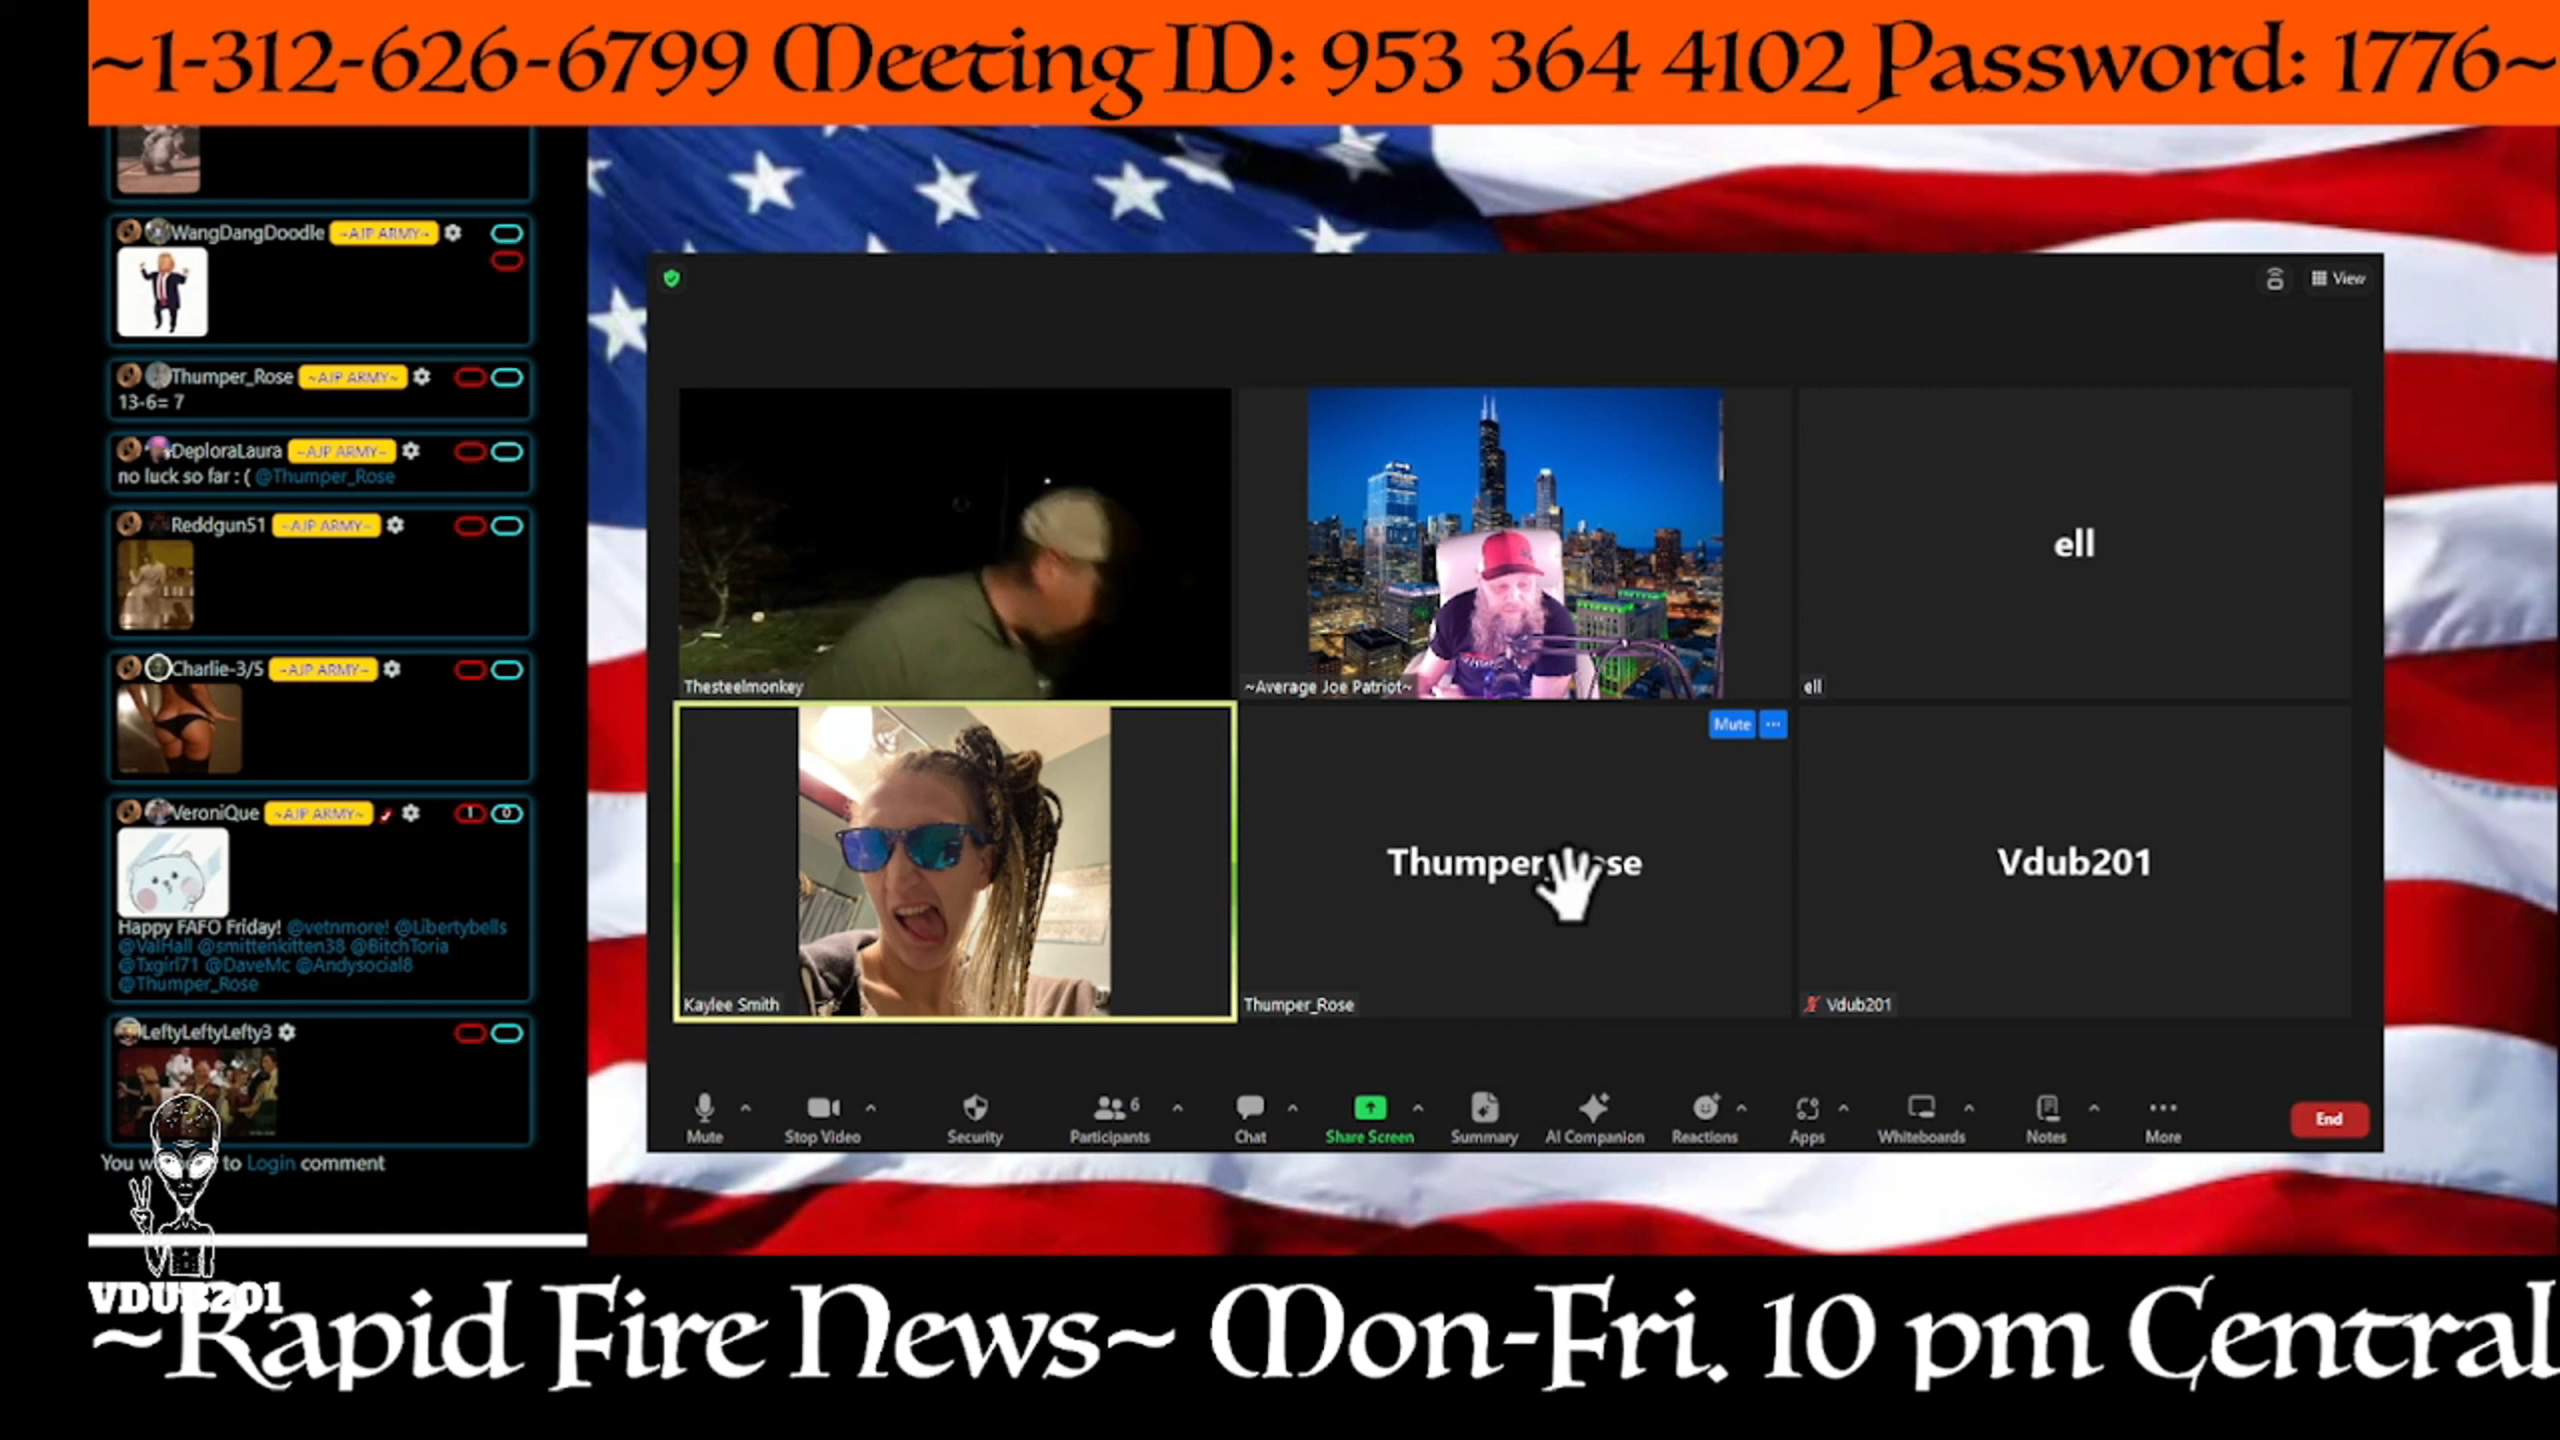 ~1-312-626-6799 Meeting ID: 953 364 4102 Password: 1776~
WangDangDoodle ~AJP ARMY~
Thumper_Rose ~AJP ARMY~
13-6= 7
DeploraLaura ~AJP ARMY~
no luck so far : ( @Thumper_Rose
Reddgun51 ~AJP ARMY~
Charlie-3/5 ~AJP ARMY~
VeroniQue ~AJP ARMY~ 1 0
Happy FAFO Friday! @vetnmore! @Libertybells
@ValHall @smittenkitten38 @BitchToria
@Txgirl71 @DaveMc @Andysocial8
@Thumper_Rose
LeftyLeftyLefty3
You to Login comment
View
Thesteelmonkey
~Average Joe Patriot~
ell
ell
Kaylee Smith
Mute
Thumper_Rose
Vdub201
Vdub201
Mute
Stop Video
Security
Participants 6
Chat
Share Screen
Summary
AI Companion
Reactions
Apps
Whiteboards
Notes
More
End
VDUB201
~Rapid Fire News~ Mon-Fri. 10 pm Central